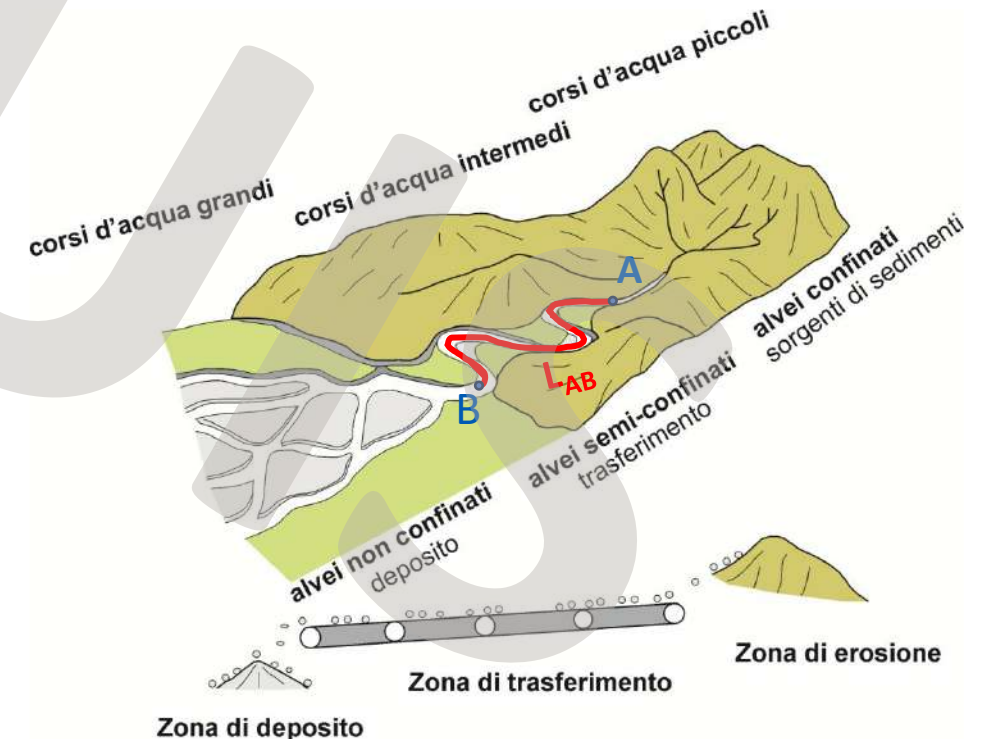 corsi d'acqua piccoli
corsi d'acqua intermedi
corsi d'acqua grandi
A
L-AB
B
alvei confinati
sorgenti di sedimenti
alvei semi-confinati
trasferimento
alvei non confinati
deposito
Zona di erosione
Zona di trasferimento
Zona di deposito